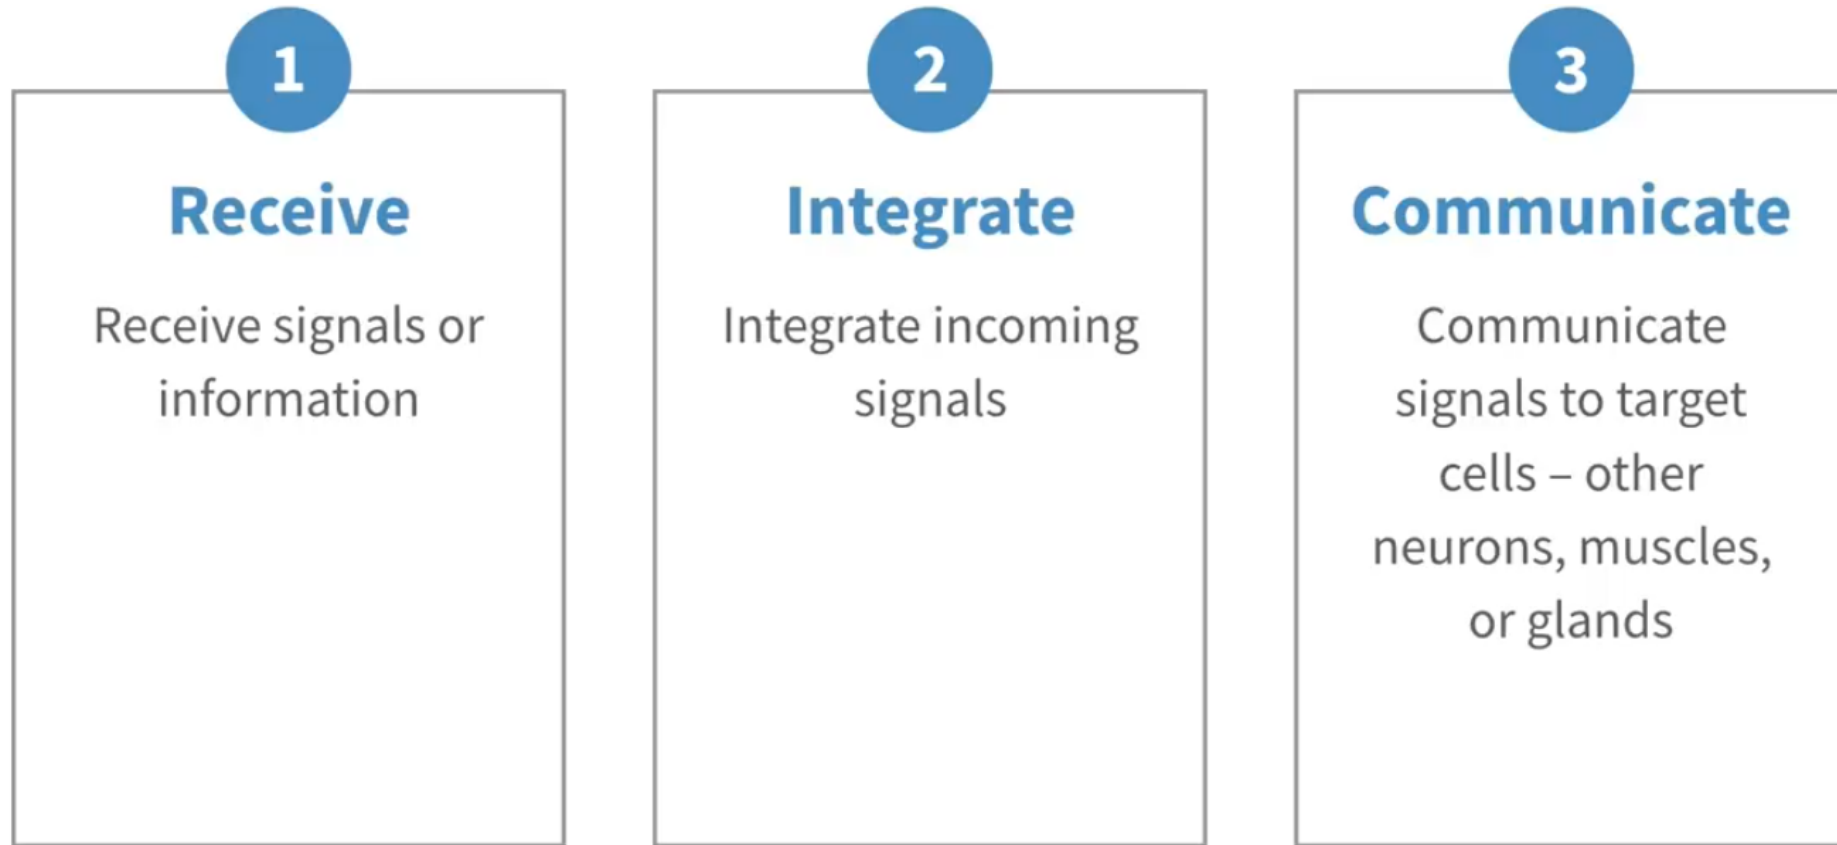 1
Receive
Receive signals or
information
2
Integrate
Integrate incoming
signals
3
Communicate
Communicate
signals to target
cells – other
neurons, muscles,
or glands